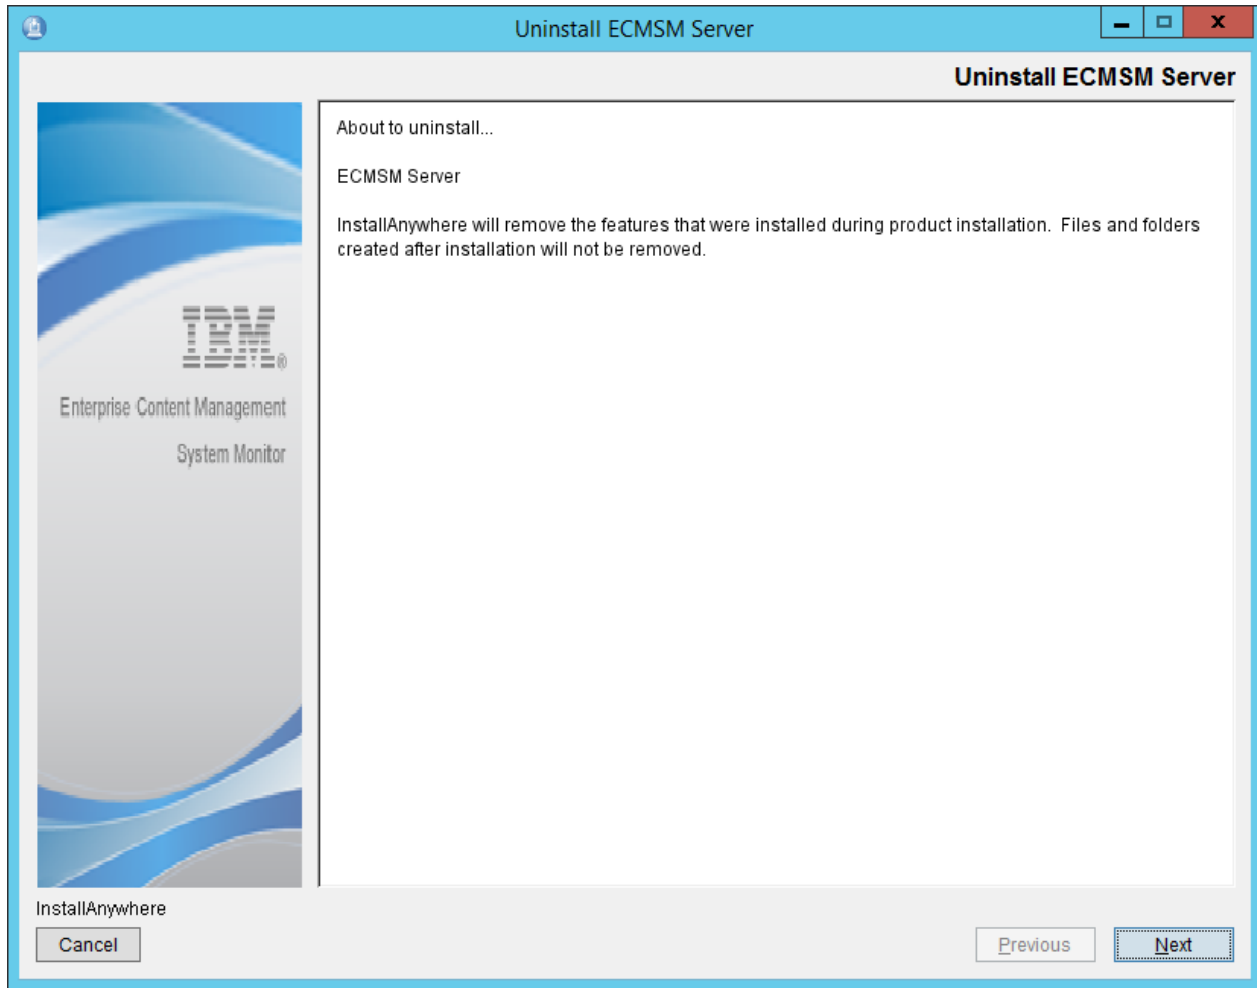 Uninstall ECMSM Server
Uninstall ECMSM Server
About to uninstall...
ECMSM Server
InstallAnywhere will remove the features that were installed during product installation.  Files and folders
created after installation will not be removed.
IBM®
Enterprise Content Management
System Monitor
InstallAnywhere
Cancel
Previous
Next